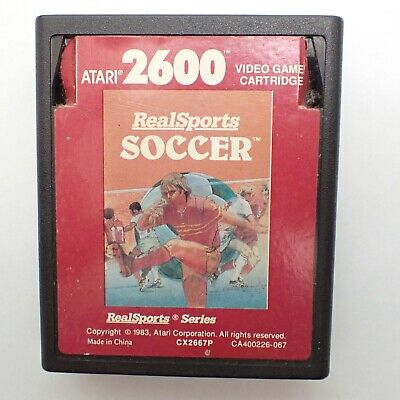 ATARI® 2600™ VIDEO GAME
CARTRIDGE
RealSports
SOCCER™
17
RealSports® Series
Copyright © 1983, Atari Corporation. All rights reserved.
Made in China CX2667P CA400226-067